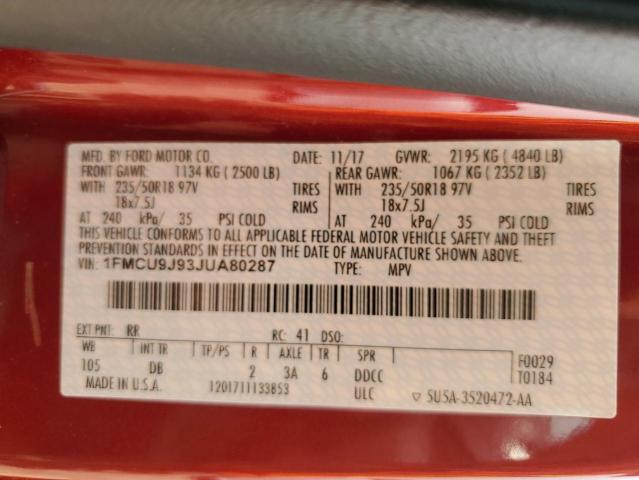 MFD. BY FORD MOTOR CO. DATE: 11/17 GVWR: 2195 KG ( 4840 LB)
FRONT GAWR: 1134 KG ( 2500 LB) REAR GAWR: 1067 KG ( 2352 LB)
WITH 235/50R18 97V TIRES WITH 235/50R18 97V TIRES
18x7.5J RIMS 18x7.5J RIMS
AT 240 kPa/ 35 PSI COLD AT 240 kPa/ 35 PSI COLD
THIS VEHICLE CONFORMS TO ALL APPLICABLE FEDERAL MOTOR VEHICLE SAFETY AND THEFT
PREVENTION STANDARDS IN EFFECT ON THE DATE OF MANUFACTURE SHOWN ABOVE.
VIN: 1FMCU9J93JUA80287 TYPE: MPV
EXT PNT: RR RC: 41 DSO:
WB INT TR TP/PS R AXLE TR SPR F0029
105 DB 2 3A 6 DDCC T0184
MADE IN U.S.A. 1201711133853 ULC ▽ 5U5A-3520472-AA